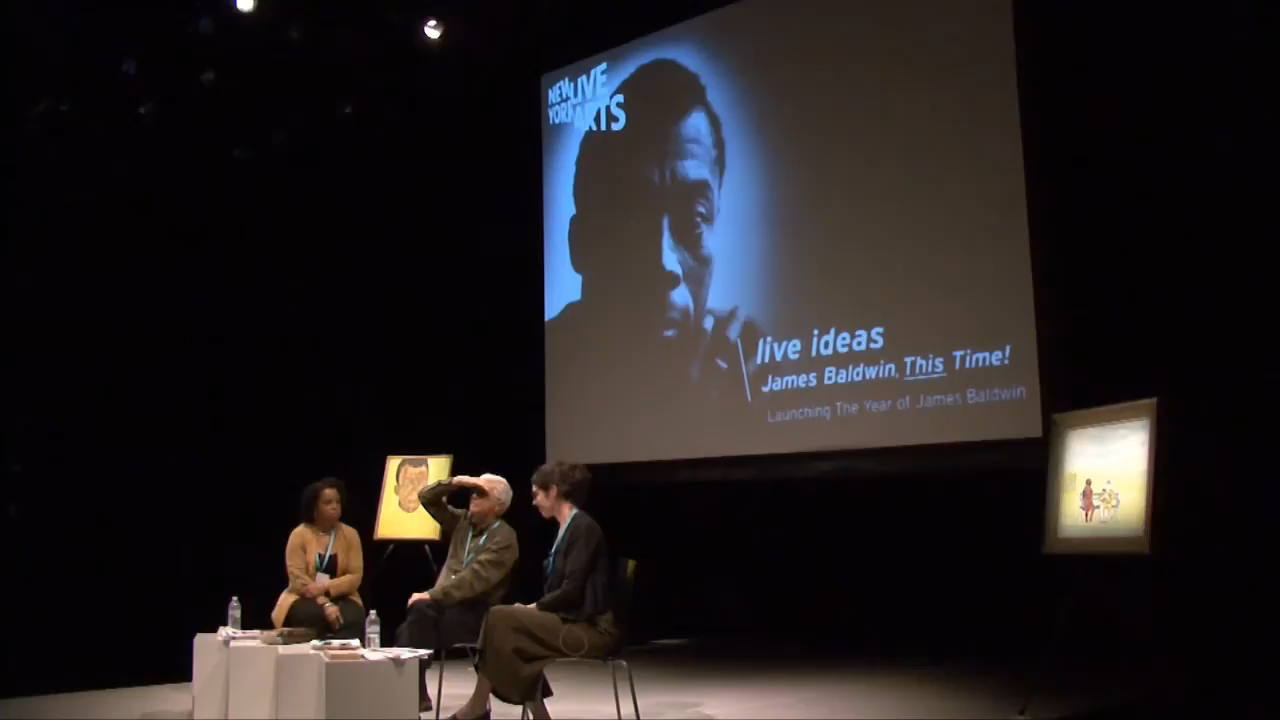 NEW YORK LIVE ARTS
live ideas
James Baldwin, This Time!
Launching The Year of James Baldwin